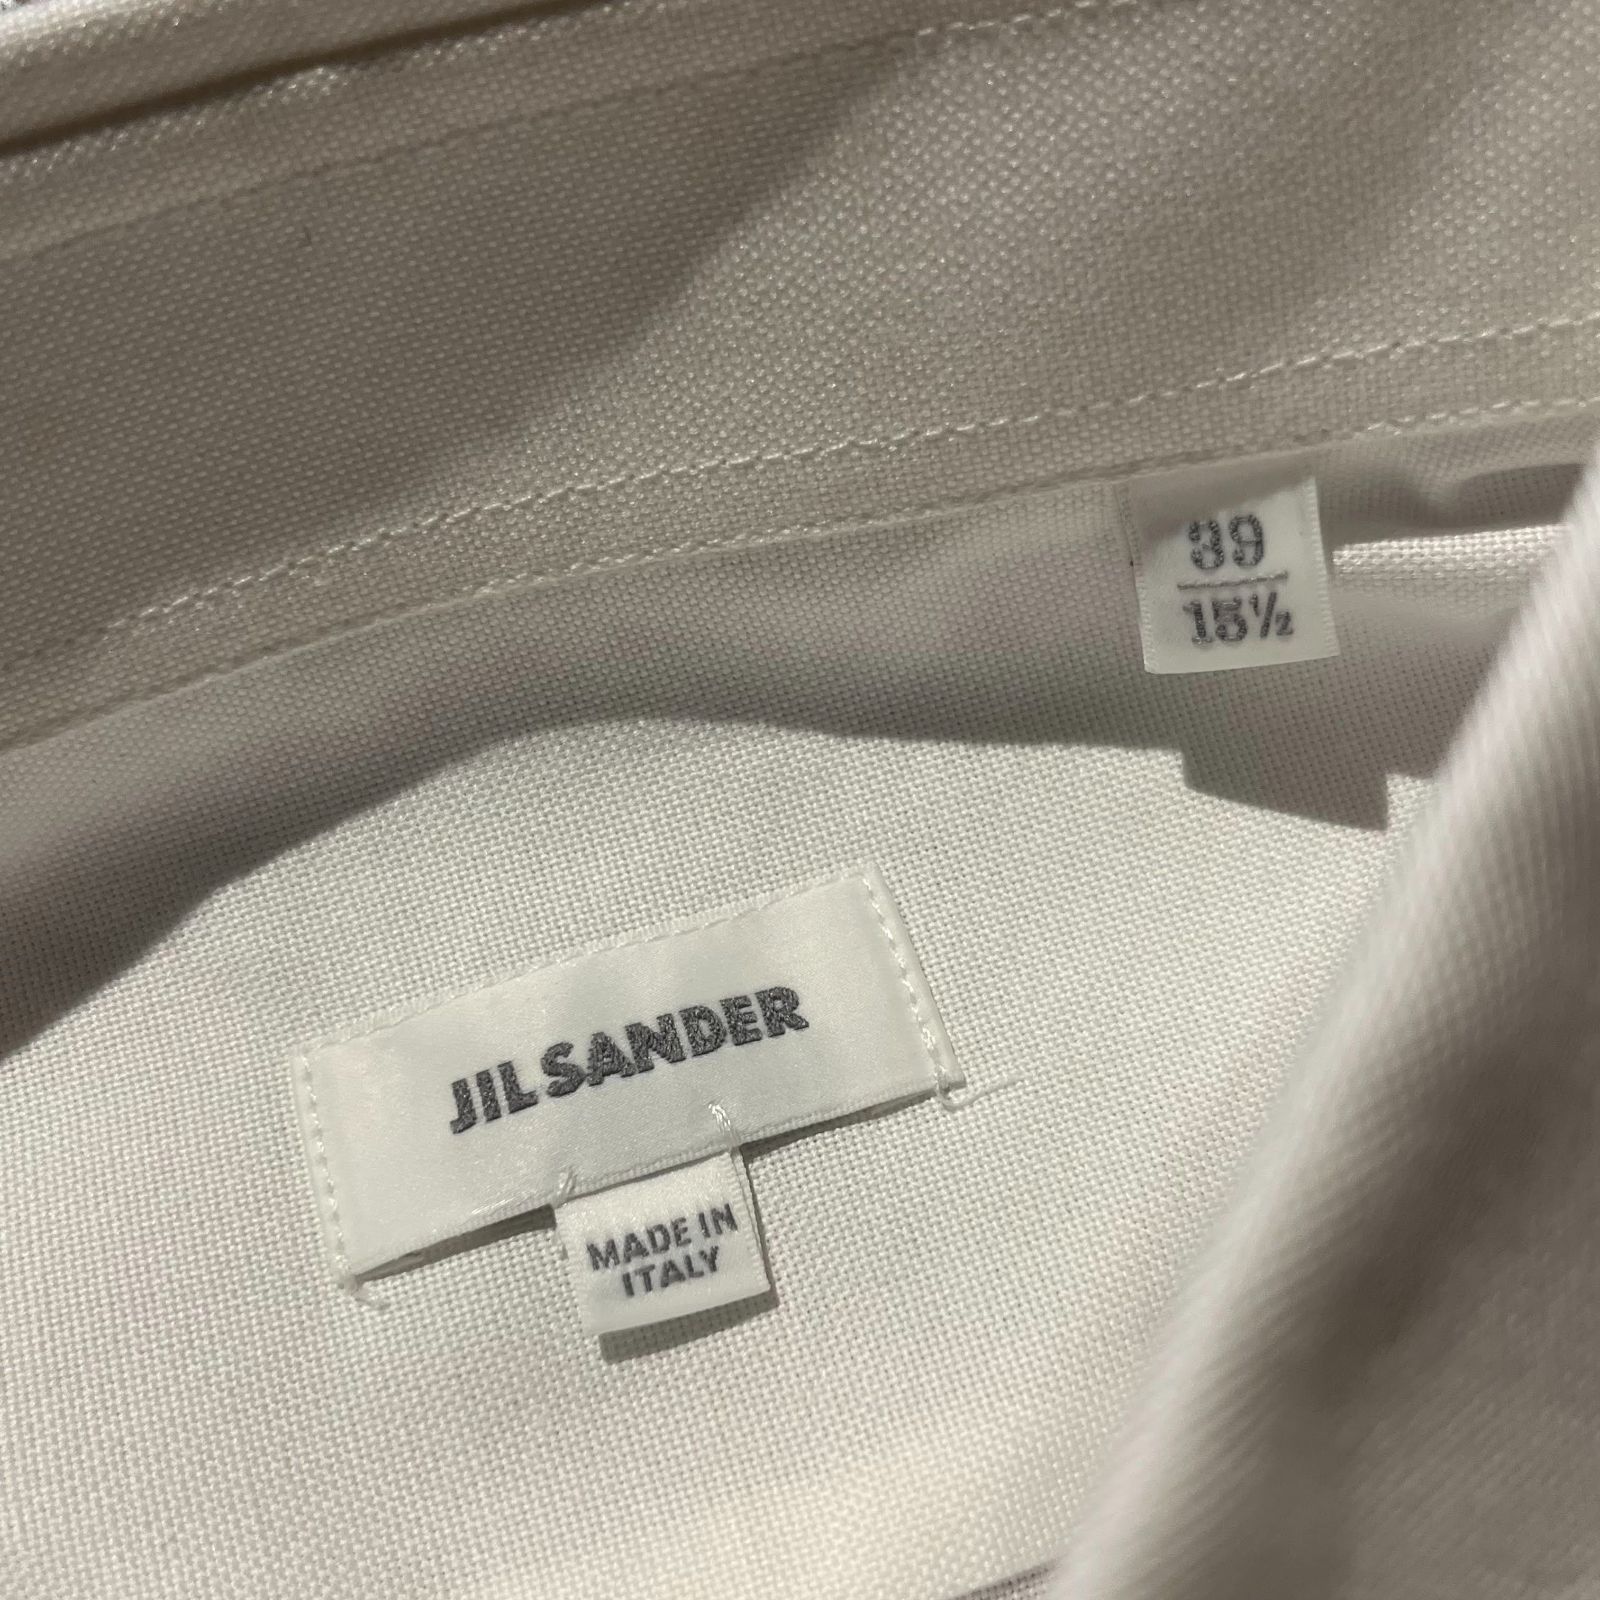 39
15½
JIL SANDER
MADE IN
ITALY